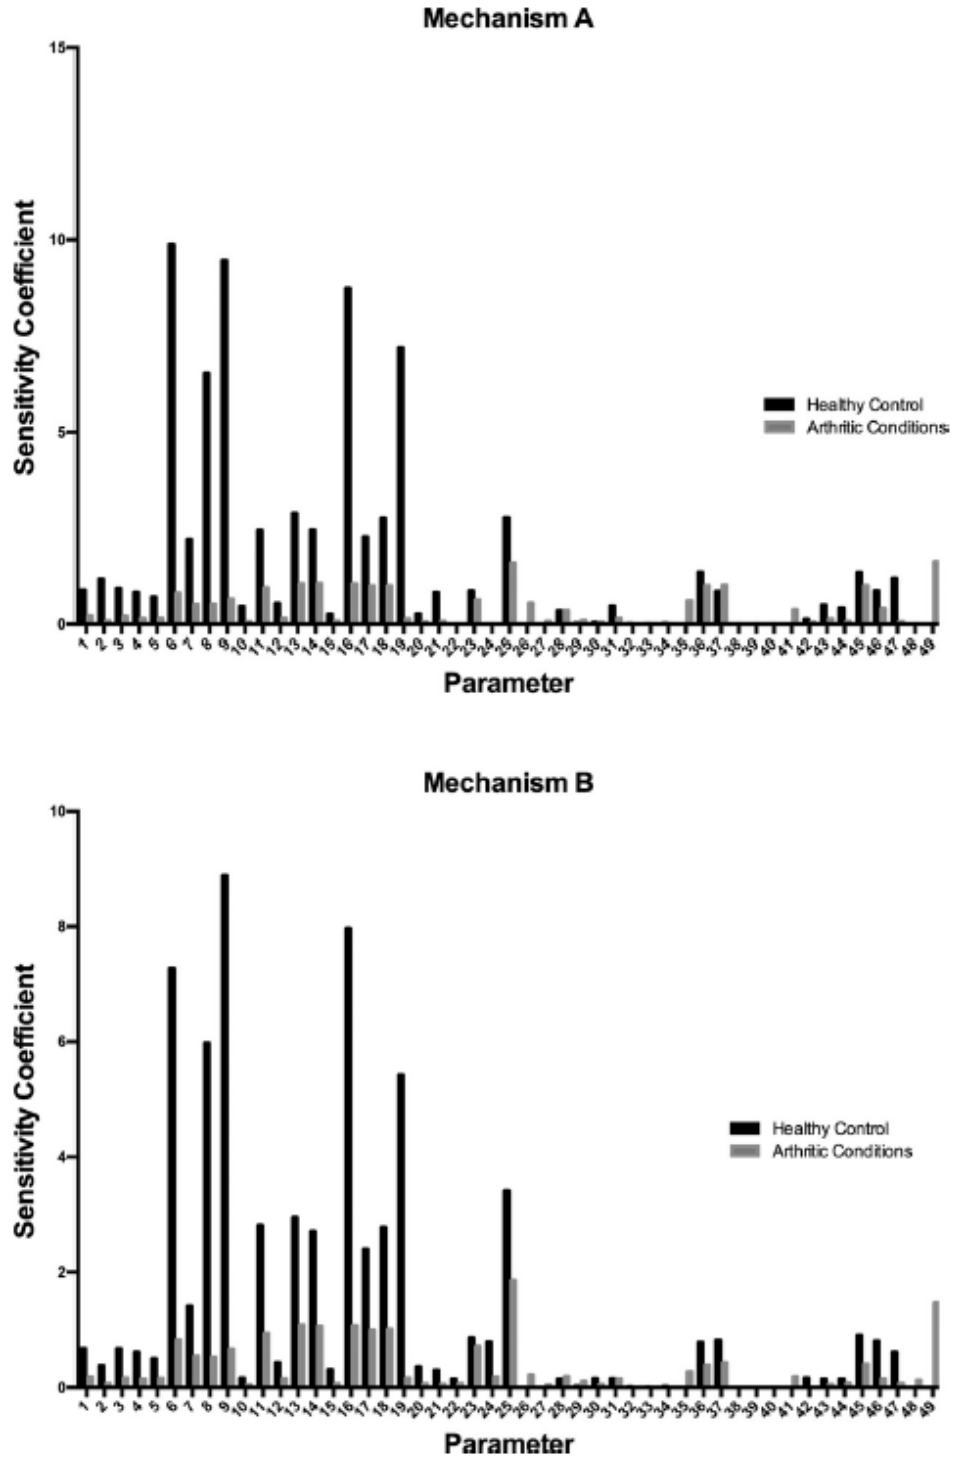 Mechanism A
15
10
5
0
Sensitivity Coefficient
Healthy Control
Arthritic Conditions
1 2 3 4 5 6 7 8 9 10 11 12 13 14 15 16 17 18 19 20 21 22 23 24 25 26 27 28 29 30 31 32 33 34 35 36 37 38 39 40 41 42 43 44 45 46 47 48 49
Parameter
Mechanism B
10
8
6
4
2
0
Sensitivity Coefficient
Healthy Control
Arthritic Conditions
1 2 3 4 5 6 7 8 9 10 11 12 13 14 15 16 17 18 19 20 21 22 23 24 25 26 27 28 29 30 31 32 33 34 35 36 37 38 39 40 41 42 43 44 45 46 47 48 49
Parameter